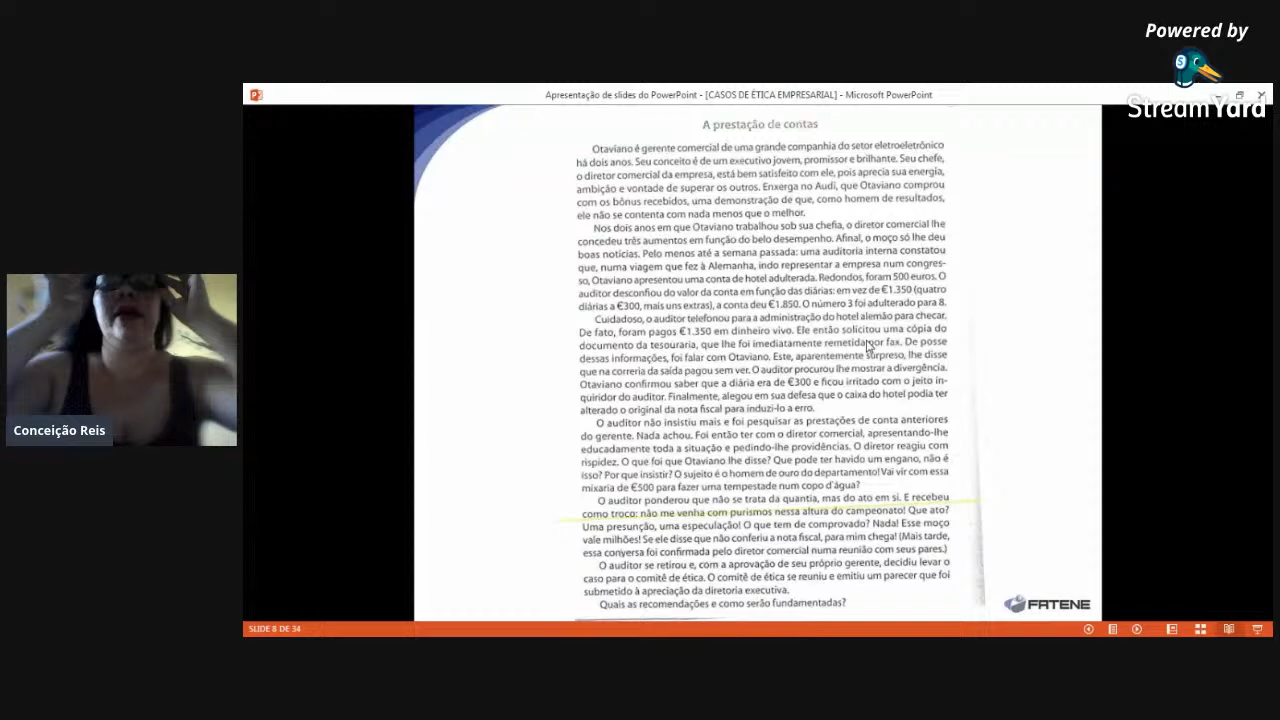 Powered by
StreamYard
Apresentação de slides do PowerPoint - [CASOS DE ÉTICA EMPRESARIAL] - Microsoft PowerPoint
A prestação de contas
Otaviano é gerente comercial de uma grande companhia do setor eletroeletrônico
há dois anos. Seu conceito é de um executivo jovem, promissor e brilhante. Seu chefe,
o diretor comercial da empresa, está bem satisfeito com ele, pois aprecia sua energia,
ambição e vontade de superar os outros. Enxerga no Audi, que Otaviano comprou
com os bônus recebidos, uma demonstração de que, como homem de resultados,
ele não se contenta com nada menos que o melhor.
Nos dois anos em que Otaviano trabalhou sob sua chefia, o diretor comercial lhe
concedeu três aumentos em função do belo desempenho. Afinal, o moço só lhe deu
boas notícias. Pelo menos até a semana passada: uma auditoria interna constatou
que, numa viagem que fez à Alemanha, indo representar a empresa num congres-
so, Otaviano apresentou uma conta de hotel adulterada. Redondos, foram 500 euros. O
auditor desconfiou do valor da conta em função das diárias: em vez de €1.350 (quatro
diárias a €300, mais uns extras), a conta deu €1.850. O número 3 foi adulterado para 8.
Cuidadoso, o auditor telefonou para a administração do hotel alemão para checar.
De fato, foram pagos €1.350 em dinheiro vivo. Ele então solicitou uma cópia do
documento da tesouraria, que lhe foi imediatamente remetida por fax. De posse
dessas informações, foi falar com Otaviano. Este, aparentemente surpreso, lhe disse
que na correria da saída pagou sem ver. O auditor procurou lhe mostrar a divergência.
Otaviano confirmou saber que a diária era de €300 e ficou irritado com o jeito in-
quiridor do auditor. Finalmente, alegou em sua defesa que o caixa do hotel podia ter
alterado o original da nota fiscal para induzi-lo a erro.
O auditor não insistiu mais e foi pesquisar as prestações de conta anteriores
do gerente. Nada achou. Foi então ter com o diretor comercial, apresentando-lhe
educadamente toda a situação e pedindo-lhe providências. O diretor reagiu com
rispidez. O que foi que Otaviano lhe disse? Que pode ter havido um engano, não é
isso? Por que insistir? O sujeito é o homem de ouro do departamento! Vai vir com essa
mixaria de €500 para fazer uma tempestade num copo d'água?
O auditor ponderou que não se trata da quantia, mas do ato em si. E recebeu
como troco: não me venha com purismos nessa altura do campeonato! Que ato?
Uma presunção, uma especulação! O que tem de comprovado? Nada! Esse moço
vale milhões! Se ele disse que não conferiu a nota fiscal, para mim chega! (Mais tarde,
essa conversa foi confirmada pelo diretor comercial numa reunião com seus pares.)
O auditor se retirou e, com a aprovação de seu próprio gerente, decidiu levar o
caso para o comitê de ética. O comitê de ética se reuniu e emitiu um parecer que foi
submetido à apreciação da diretoria executiva.
Quais as recomendações e como serão fundamentadas?
FATENE
Conceição Reis
SLIDE 8 DE 34